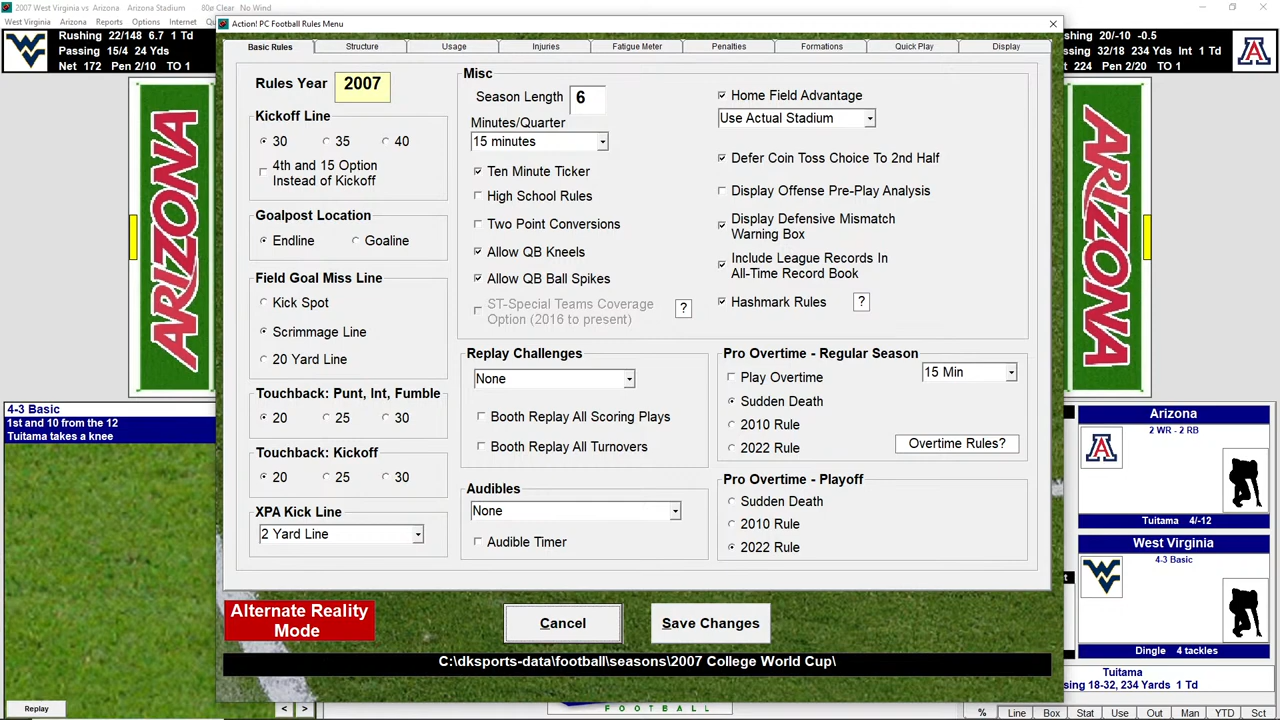 2007 West Virginia vs Arizona Arizona Stadium 80ø Clear No Wind
West Virginia Arizona Reports Options Internet
Rushing 22/148 6.7 1 Td
Passing 15/4 24 Yds
Net 172 Pen 2/10 TO 1
20/-10 -0.5
32/18 234 Yds Int 1 Td
224 Pen 2/20 TO 1
Action! PC Football Rules Menu
Basic Rules Structure Usage Injuries Fatigue Meter Penalties Formations Quick Play Display
Rules Year 2007
Kickoff Line
30 35 40
4th and 15 Option
Instead of Kickoff
Goalpost Location
Endline Goaline
Field Goal Miss Line
Kick Spot
Scrimmage Line
20 Yard Line
Touchback: Punt, Int, Fumble
20 25 30
Touchback: Kickoff
20 25 30
XPA Kick Line
2 Yard Line
Misc
Season Length 6
Minutes/Quarter
15 minutes
Ten Minute Ticker
High School Rules
Two Point Conversions
Allow QB Kneels
Allow QB Ball Spikes
ST-Special Teams Coverage
Option (2016 to present) ?
Home Field Advantage
Use Actual Stadium
Defer Coin Toss Choice To 2nd Half
Display Offense Pre-Play Analysis
Display Defensive Mismatch
Warning Box
Include League Records In
All-Time Record Book
Hashmark Rules ?
Replay Challenges
None
Booth Replay All Scoring Plays
Booth Replay All Turnovers
Audibles
None
Audible Timer
Pro Overtime - Regular Season
Play Overtime 15 Min
Sudden Death
2010 Rule
2022 Rule
Overtime Rules?
Pro Overtime - Playoff
Sudden Death
2010 Rule
2022 Rule
Alternate Reality
Mode
Cancel Save Changes
C:\dksports-data\football\seasons\2007 College World Cup\
ARIZONA
ARIZONA
4-3 Basic
1st and 10 from the 12
Tuitama takes a knee
Arizona
2 WR - 2 RB
Tuitama 4/-12
West Virginia
4-3 Basic
Dingle 4 tackles
Tuitama
18-32, 234 Yards 1 Td
Replay < >
FOOTBALL
% Line Box Stat Use Out Man YTD Sct